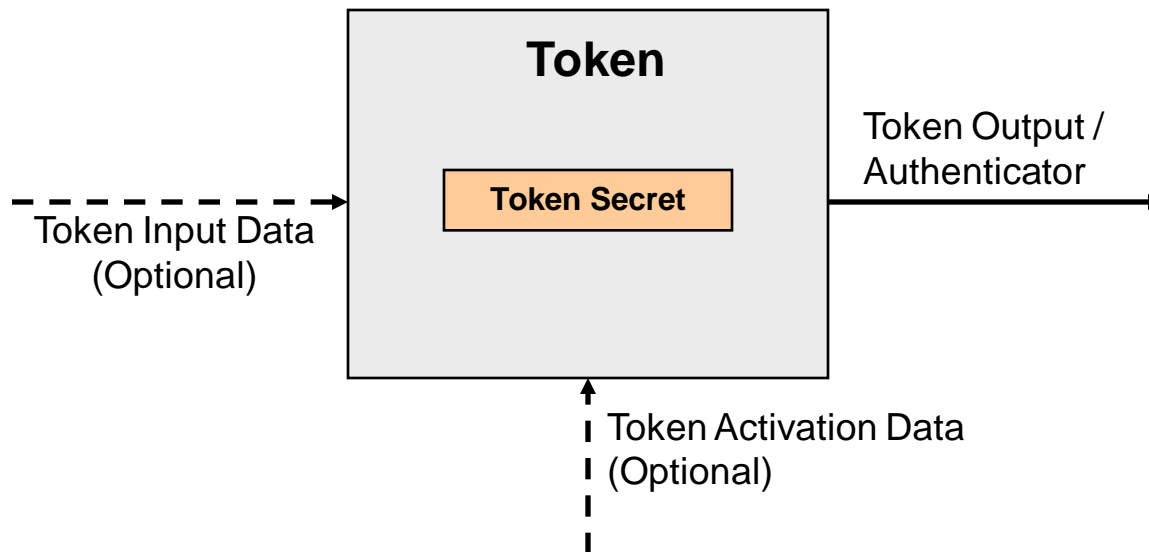 Token
Token Output /
Authenticator
Token Secret
Token Input Data
(Optional)
Token Activation Data
(Optional)